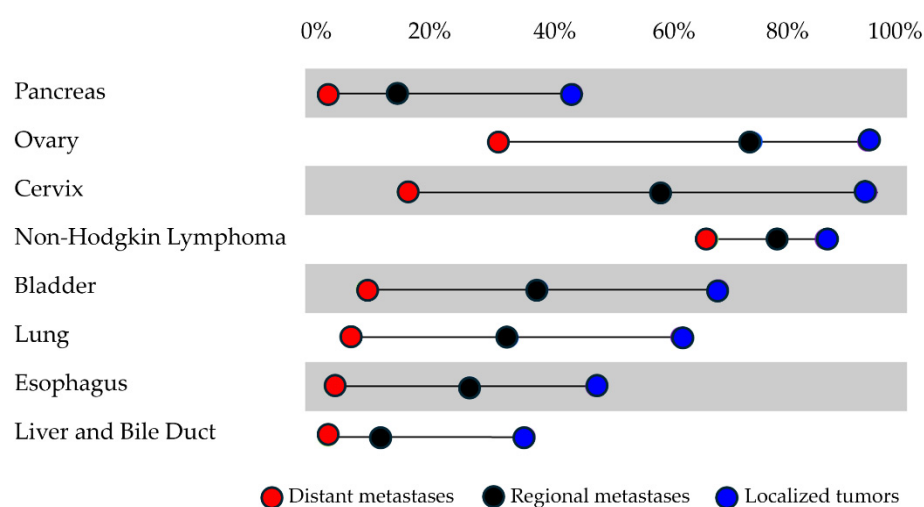 0% 20% 40% 60% 80% 100%
Pancreas
Ovary
Cervix
Non-Hodgkin Lymphoma
Bladder
Lung
Esophagus
Liver and Bile Duct
Distant metastases Regional metastases Localized tumors